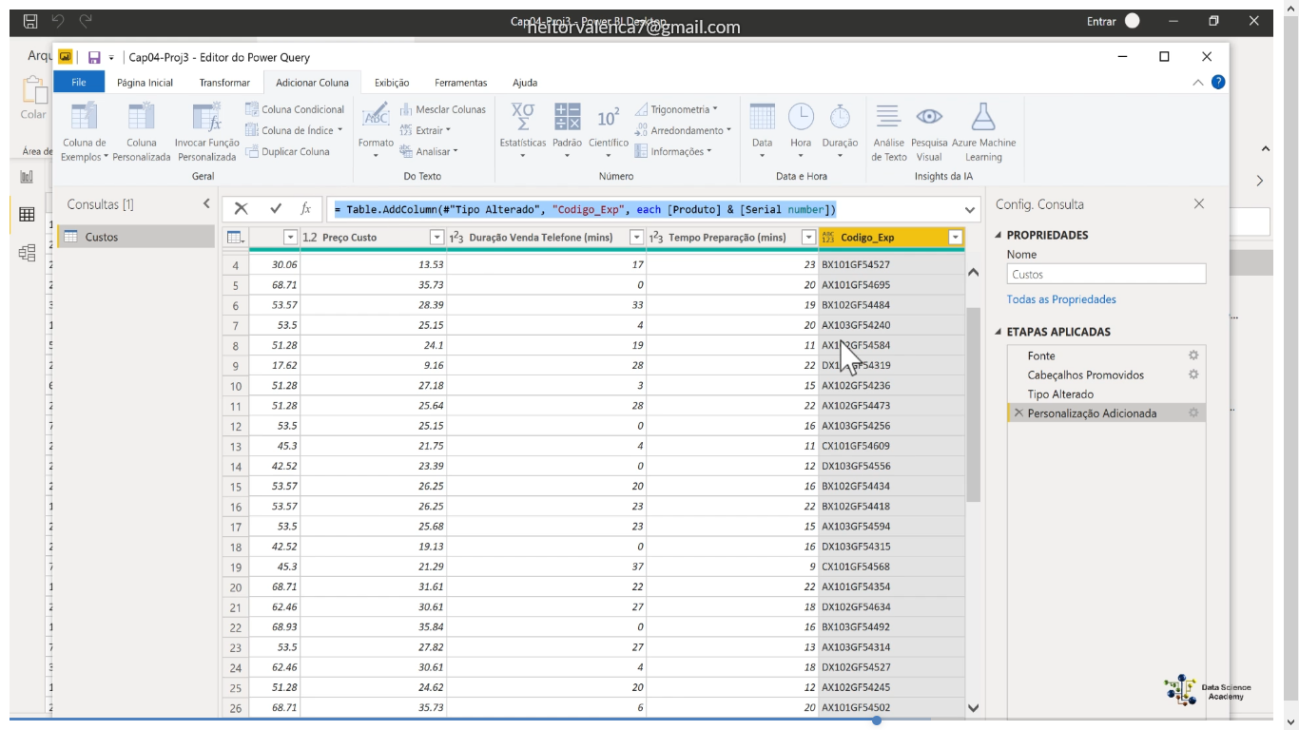 Cap04-Proj3 - Power BI Desktop
heitorvalenca7@gmail.com
Entrar
Arqu
Cap04-Proj3 - Editor do Power Query
File Página Inicial Transformar Adicionar Coluna Exibição Ferramentas Ajuda
Colar
Área de
Coluna de Exemplos
Coluna Personalizada
Invocar Função Personalizada
Coluna Condicional
Coluna de Índice
Duplicar Coluna
Geral
Formato
Mesclar Colunas
Extrair
Analisar
Do Texto
Estatísticas Padrão Científico
Trigonometria
Arredondamento
Informações
Número
Data Hora Duração
Data e Hora
Análise de Texto
Pesquisa Visual
Azure Machine Learning
Insights da IA
Consultas [1]
Custos
fx = Table.AddColumn(#"Tipo Alterado", "Codigo_Exp", each [Produto] & [Serial number])
1.2 Preço Custo 1²3 Duração Venda Telefone (mins) 1²3 Tempo Preparação (mins) ABC 123 Codigo_Exp
4 30.06 13.53 17 23 BX101GF54527
5 68.71 35.73 0 20 AX101GF54695
6 53.57 28.39 33 19 BX102GF54484
7 53.5 25.15 4 20 AX103GF54240
8 51.28 24.1 19 11 AX102GF54584
9 17.62 9.16 28 22 DX1 GF54319
10 51.28 27.18 3 15 AX102GF54236
11 51.28 25.64 28 22 AX102GF54473
12 53.5 25.15 0 16 AX103GF54256
13 45.3 21.75 4 11 CX101GF54609
14 42.52 23.39 0 12 DX103GF54556
15 53.57 26.25 20 16 BX102GF54434
16 53.57 26.25 23 22 BX102GF54418
17 53.5 25.68 23 15 AX103GF54594
18 42.52 19.13 0 16 DX103GF54315
19 45.3 21.29 37 9 CX101GF54568
20 68.71 31.61 22 22 AX101GF54354
21 62.46 30.61 27 18 DX102GF54634
22 68.93 35.84 0 16 BX103GF54492
23 53.5 27.82 27 13 AX103GF54314
24 62.46 30.61 4 18 DX102GF54527
25 51.28 24.62 20 12 AX102GF54245
26 68.71 35.73 6 20 AX101GF54502
Config. Consulta
PROPRIEDADES
Nome
Custos
Todas as Propriedades
ETAPAS APLICADAS
Fonte
Cabeçalhos Promovidos
Tipo Alterado
Personalização Adicionada
Data Science
Academy